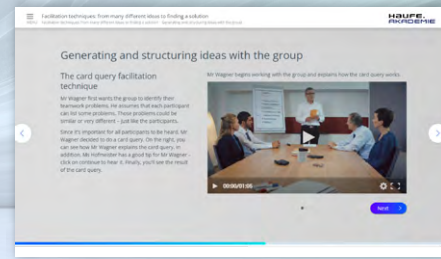 Facilitation techniques: from many different ideas to finding a solution
HAUFE.
AKADEMIE
Generating and structuring ideas with the group
The card query facilitation
technique
Mr Wagner first wants the group to identify their
teamwork problems. He assumes that each participant
can list some problems. Those problems could be
similar or very different - just like the participants.
Since it's important for all participants to be heard, Mr
Wagner decided to do a card query. On the right, you
can see how Mr Wagner explains the card query. In
addition, Ms Hofmeister has a good tip for Mr Wagner -
click on continue to hear it. Finally, you'll see the result
of the card query.
Mr Wagner begins working with the group and explains how the card query works.
00:00/01:55
Next